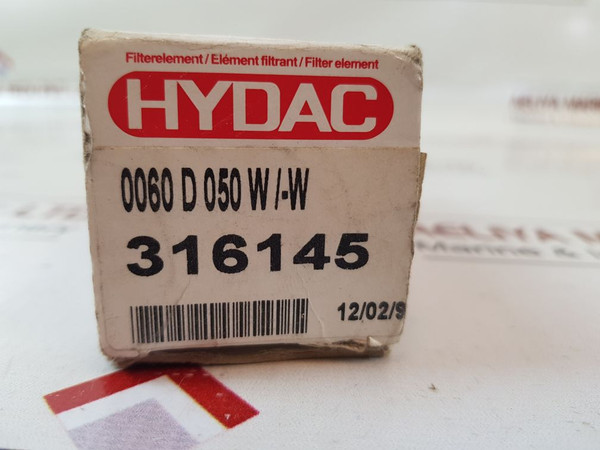 Filterelement / Elément filtrant / Filter element
HYDAC
0060 D 050 W /-W
316145
12/02/9